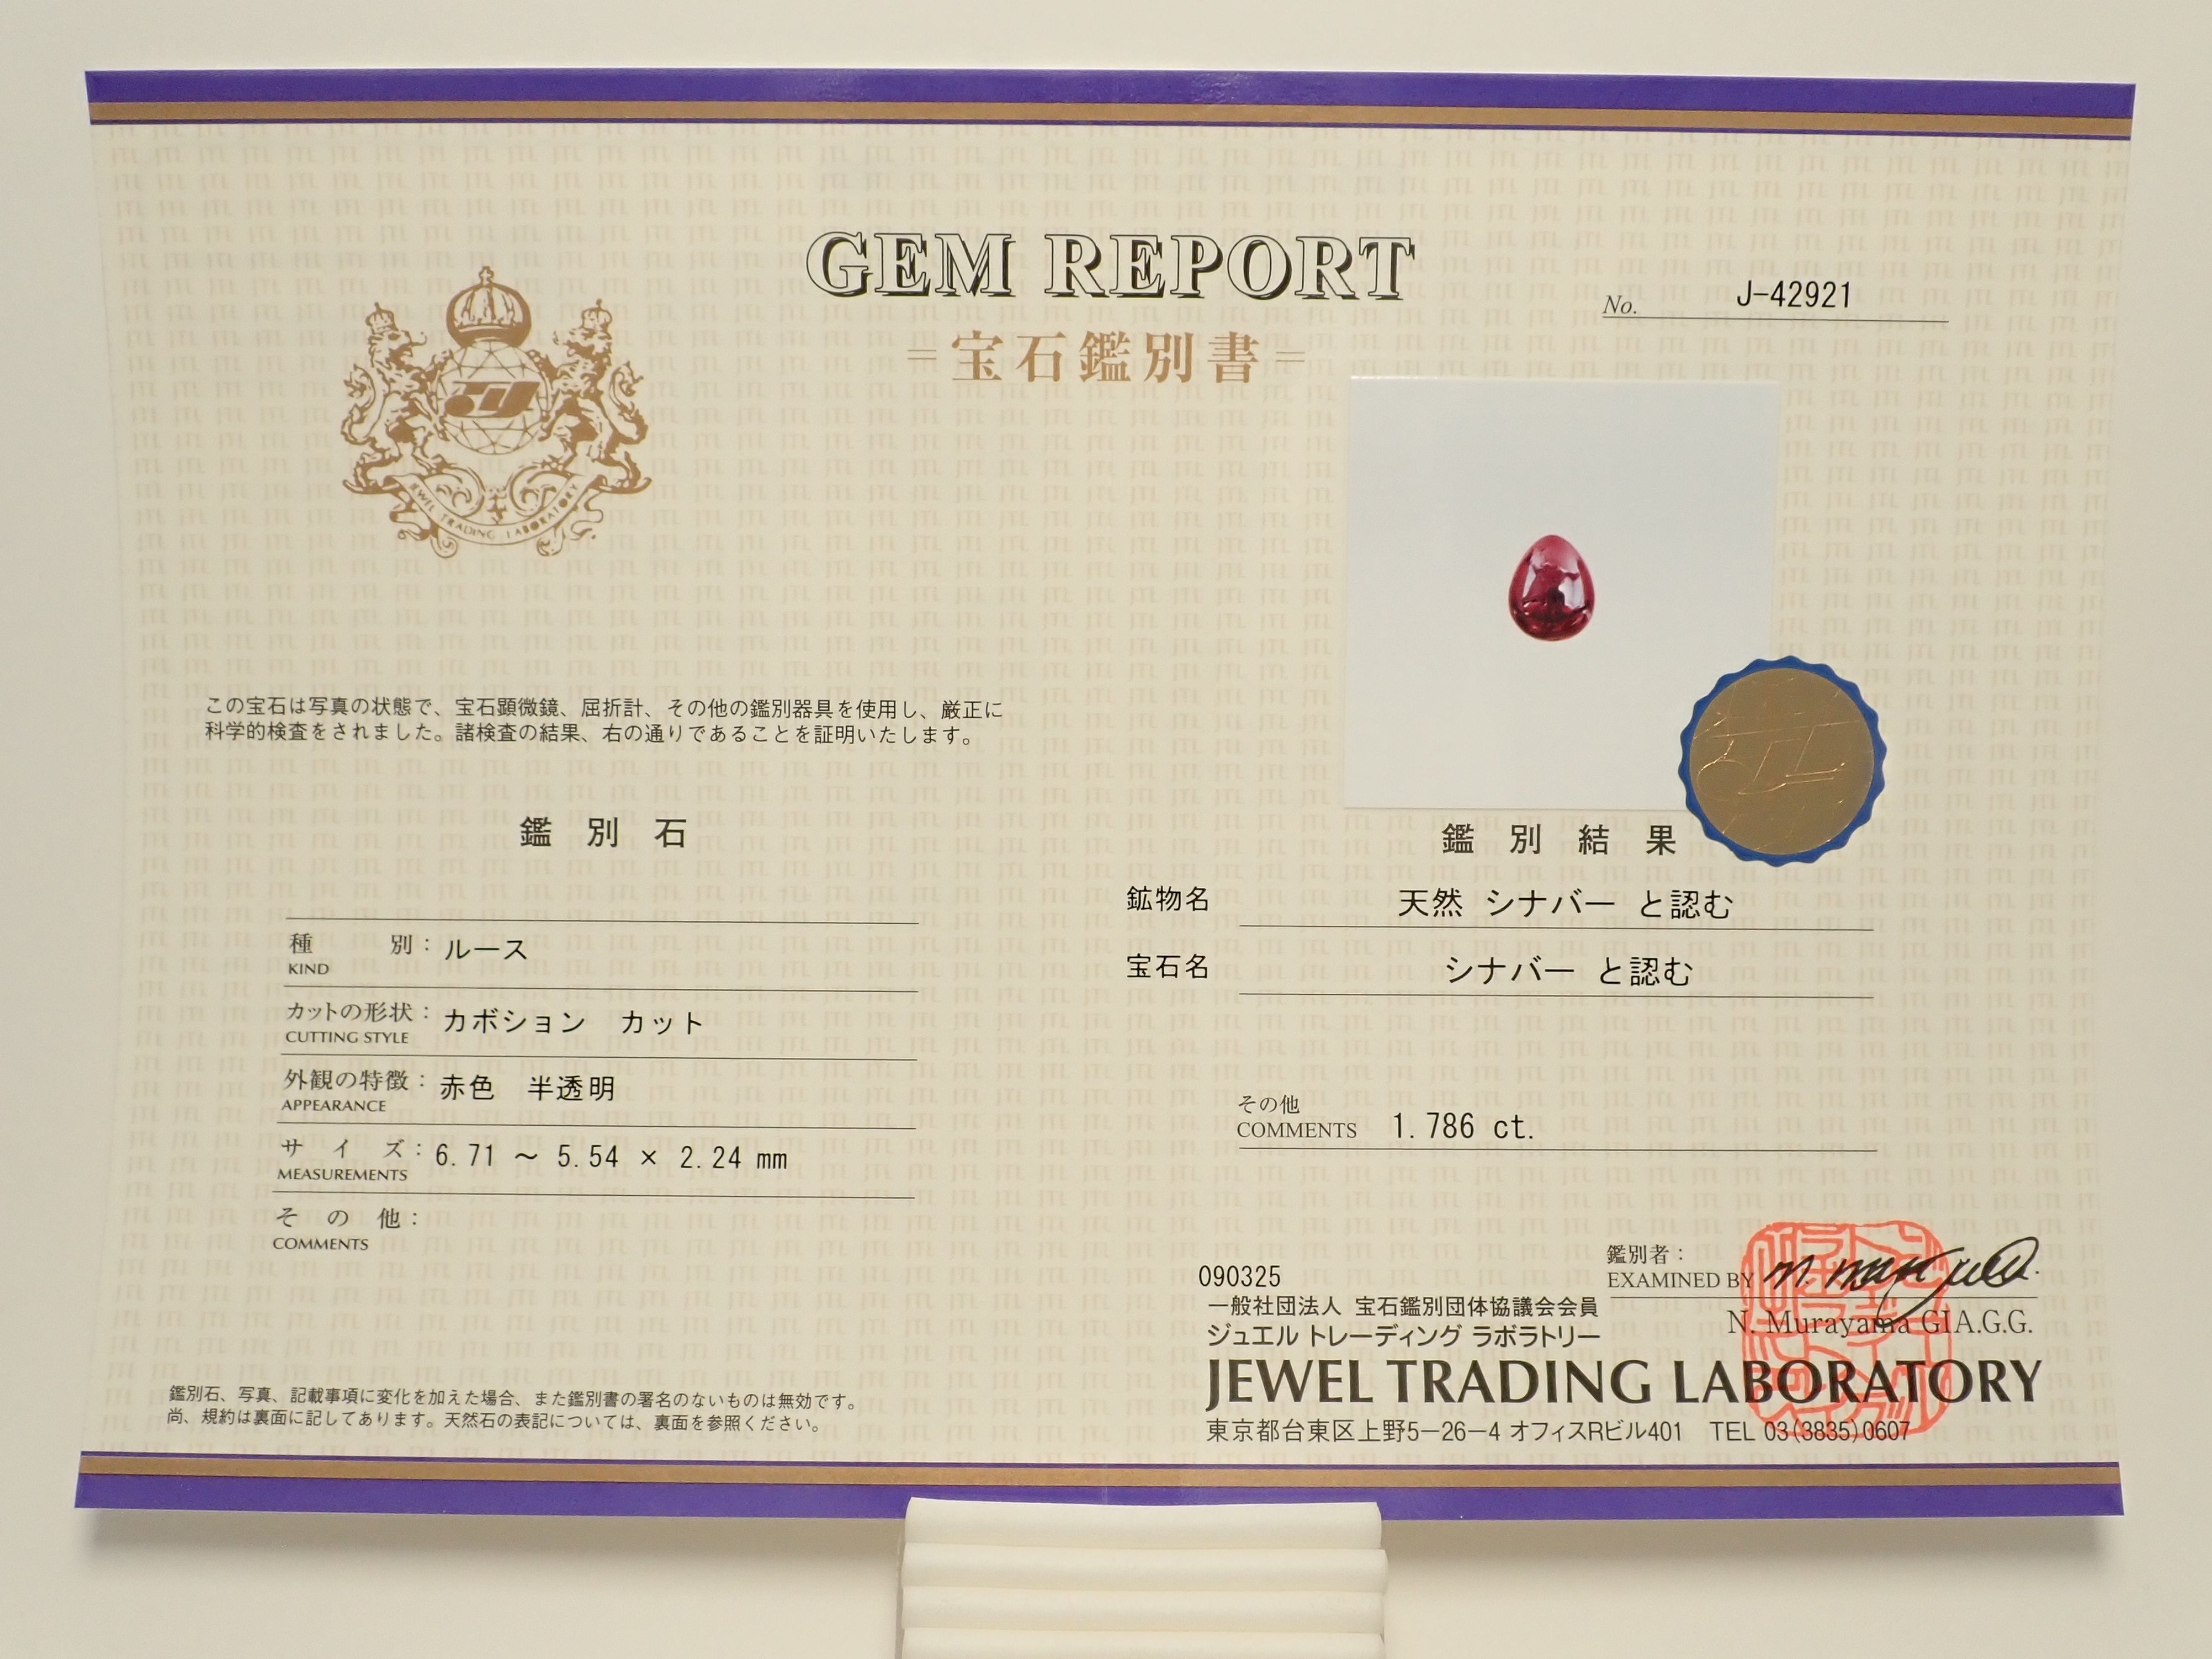 GEM REPORT
=宝石鑑別書=
No. J-42921
JEWEL TRADING LABORATORY
この宝石は写真の状態で、宝石顕微鏡、屈折計、その他の鑑別器具を使用し、厳正に
科学的検査をされました。諸検査の結果、右の通りであることを証明いたします。
鑑別石
種別：ルース
KIND
カットの形状：カボション カット
CUTTING STYLE
外観の特徴：赤色 半透明
APPEARANCE
サイズ：6.71 ～ 5.54 × 2.24 mm
MEASUREMENTS
その他：
COMMENTS
鑑別石、写真、記載事項に変化を加えた場合、また鑑別書の署名のないものは無効です。
尚、規約は裏面に記してあります。天然石の表記については、裏面を参照ください。
鑑別結果
鉱物名 天然 シナバー と認む
宝石名 シナバー と認む
その他
COMMENTS 1.786 ct.
鑑別者：
EXAMINED BY
N. Murayama GIA.G.G.
090325
一般社団法人 宝石鑑別団体協議会会員
ジュエル トレーディング ラボラトリー
JEWEL TRADING LABORATORY
東京都台東区上野5－26－4 オフィスRビル401 TEL 03(3835)0607